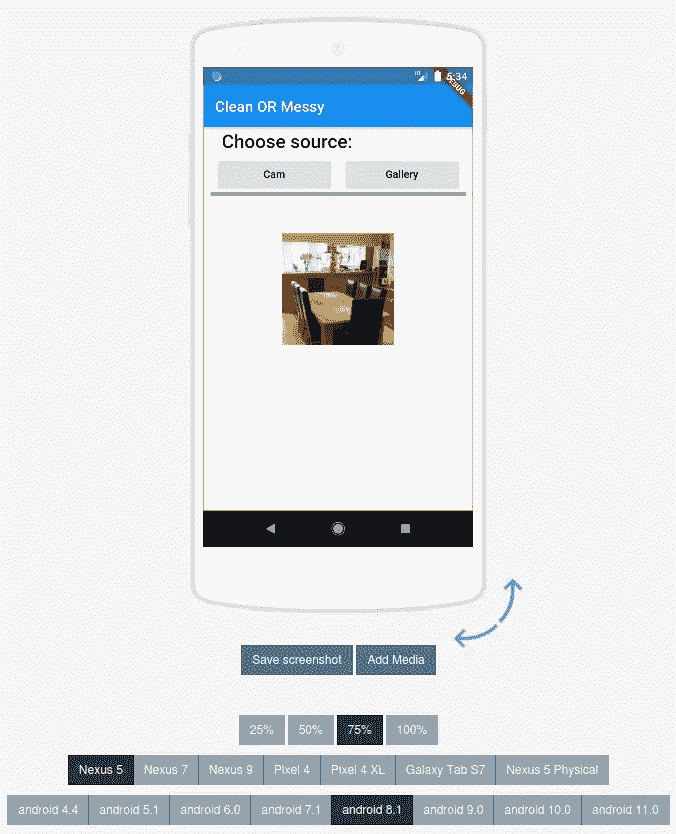 5:34
DEBUG
Clean OR Messy
Choose source:
Cam Gallery
Save screenshot Add Media
25% 50% 75% 100%
Nexus 5 Nexus 7 Nexus 9 Pixel 4 Pixel 4 XL Galaxy Tab S7 Nexus 5 Physical
android 4.4 android 5.1 android 6.0 android 7.1 android 8.1 android 9.0 android 10.0 android 11.0